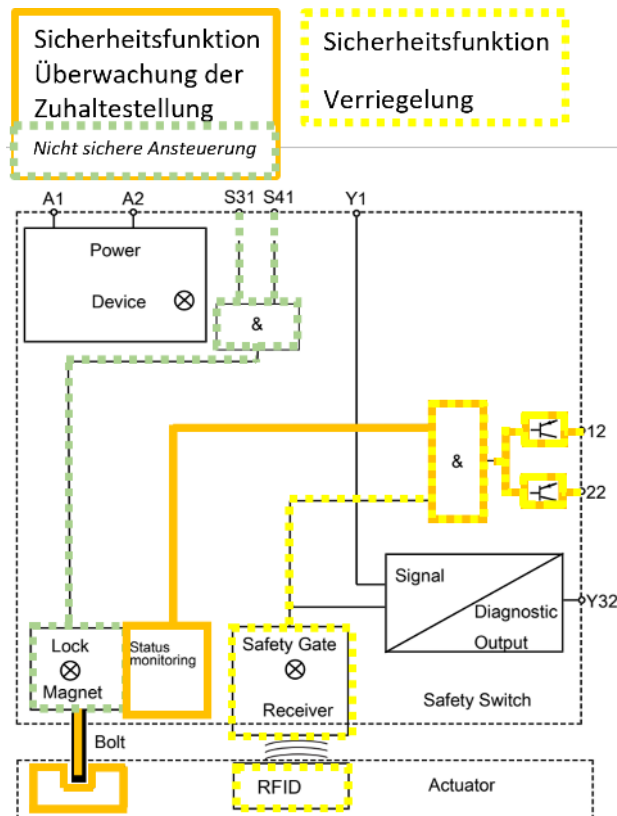 Sicherheitsfunktion
Überwachung der
Zuhaltestellung
Nicht sichere Ansteuerung
Sicherheitsfunktion
Verriegelung
A1
A2
S31
S41
Y1
Power
Device
&
12
&
22
Signal
Diagnostic
Output
Y32
Lock
Magnet
Status
monitoring
Safety Gate
Receiver
Safety Switch
Bolt
RFID
Actuator